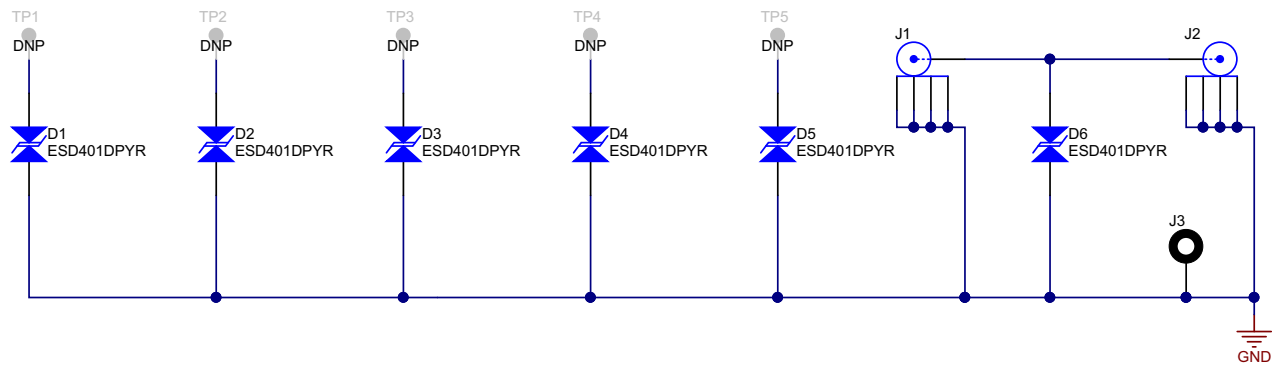 TP1
TP2
TP3
TP4
TP5
DNP
DNP
DNP
DNP
DNP
J1
J2
D1
ESD401DPYR
D2
ESD401DPYR
D3
ESD401DPYR
D4
ESD401DPYR
D5
ESD401DPYR
D6
ESD401DPYR
J3
GND